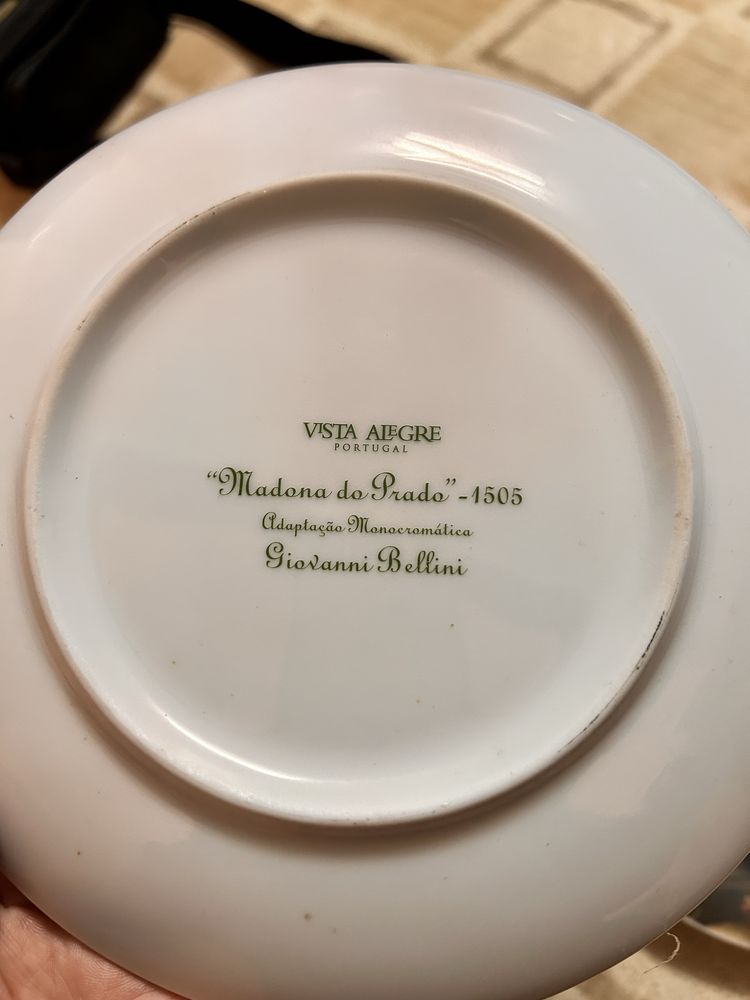 VISTA ALEGRE
PORTUGAL
“Madona do Prado”-1505
Adaptação Monocromática
Giovanni Bellini